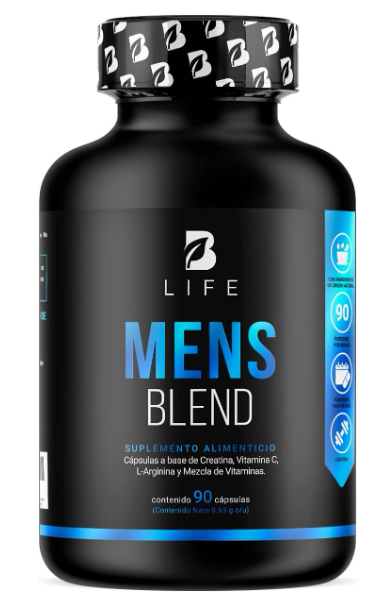 B
LIFE
MENS
BLEND
SUPLEMENTO ALIMENTICIO
Cápsulas a base de Creatina, Vitamina C,
L-Arginina y Mezcla de Vitaminas.
contenido 90 cápsulas
(Contenido Neto 0.65 g c/u)
90